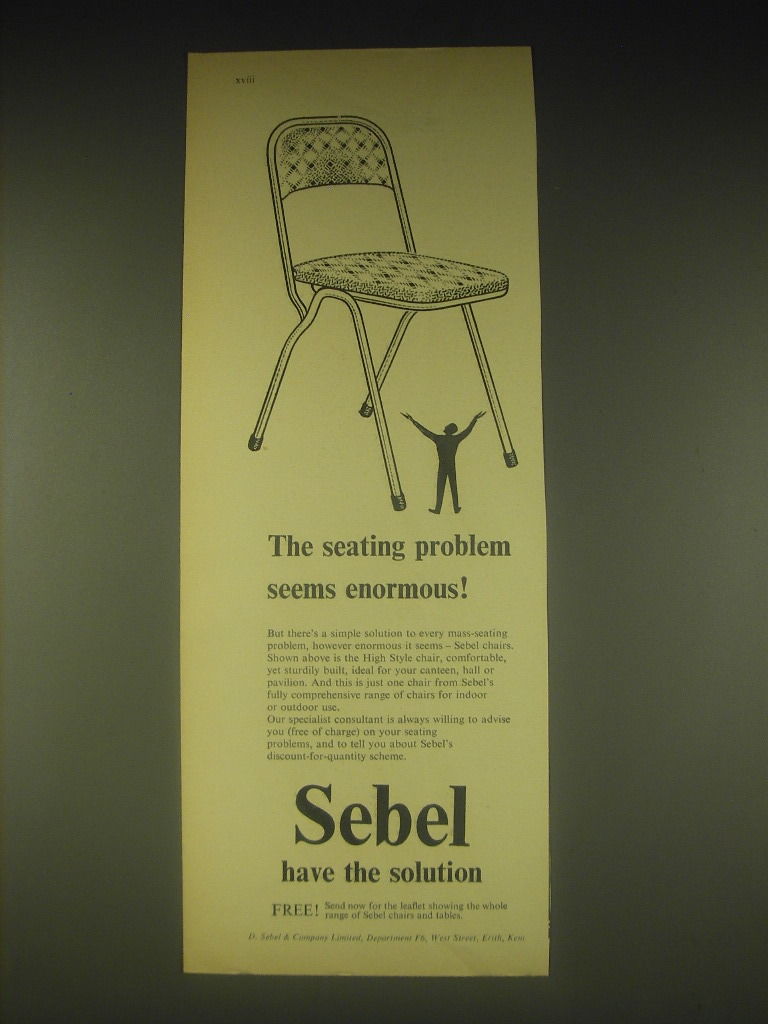 xviii
The seating problem
seems enormous!
But there's a simple solution to every mass-seating
problem, however enormous it seems – Sebel chairs.
Shown above is the High Style chair, comfortable,
yet sturdily built, ideal for your canteen, hall or
pavilion. And this is just one chair from Sebel's
fully comprehensive range of chairs for indoor
or outdoor use.
Our specialist consultant is always willing to advise
you (free of charge) on your seating
problems, and to tell you about Sebel's
discount-for-quantity scheme.
Sebel
have the solution
FREE! Send now for the leaflet showing the whole
range of Sebel chairs and tables.
D. Sebel & Company Limited, Department F6, West Street, Erith, Kent